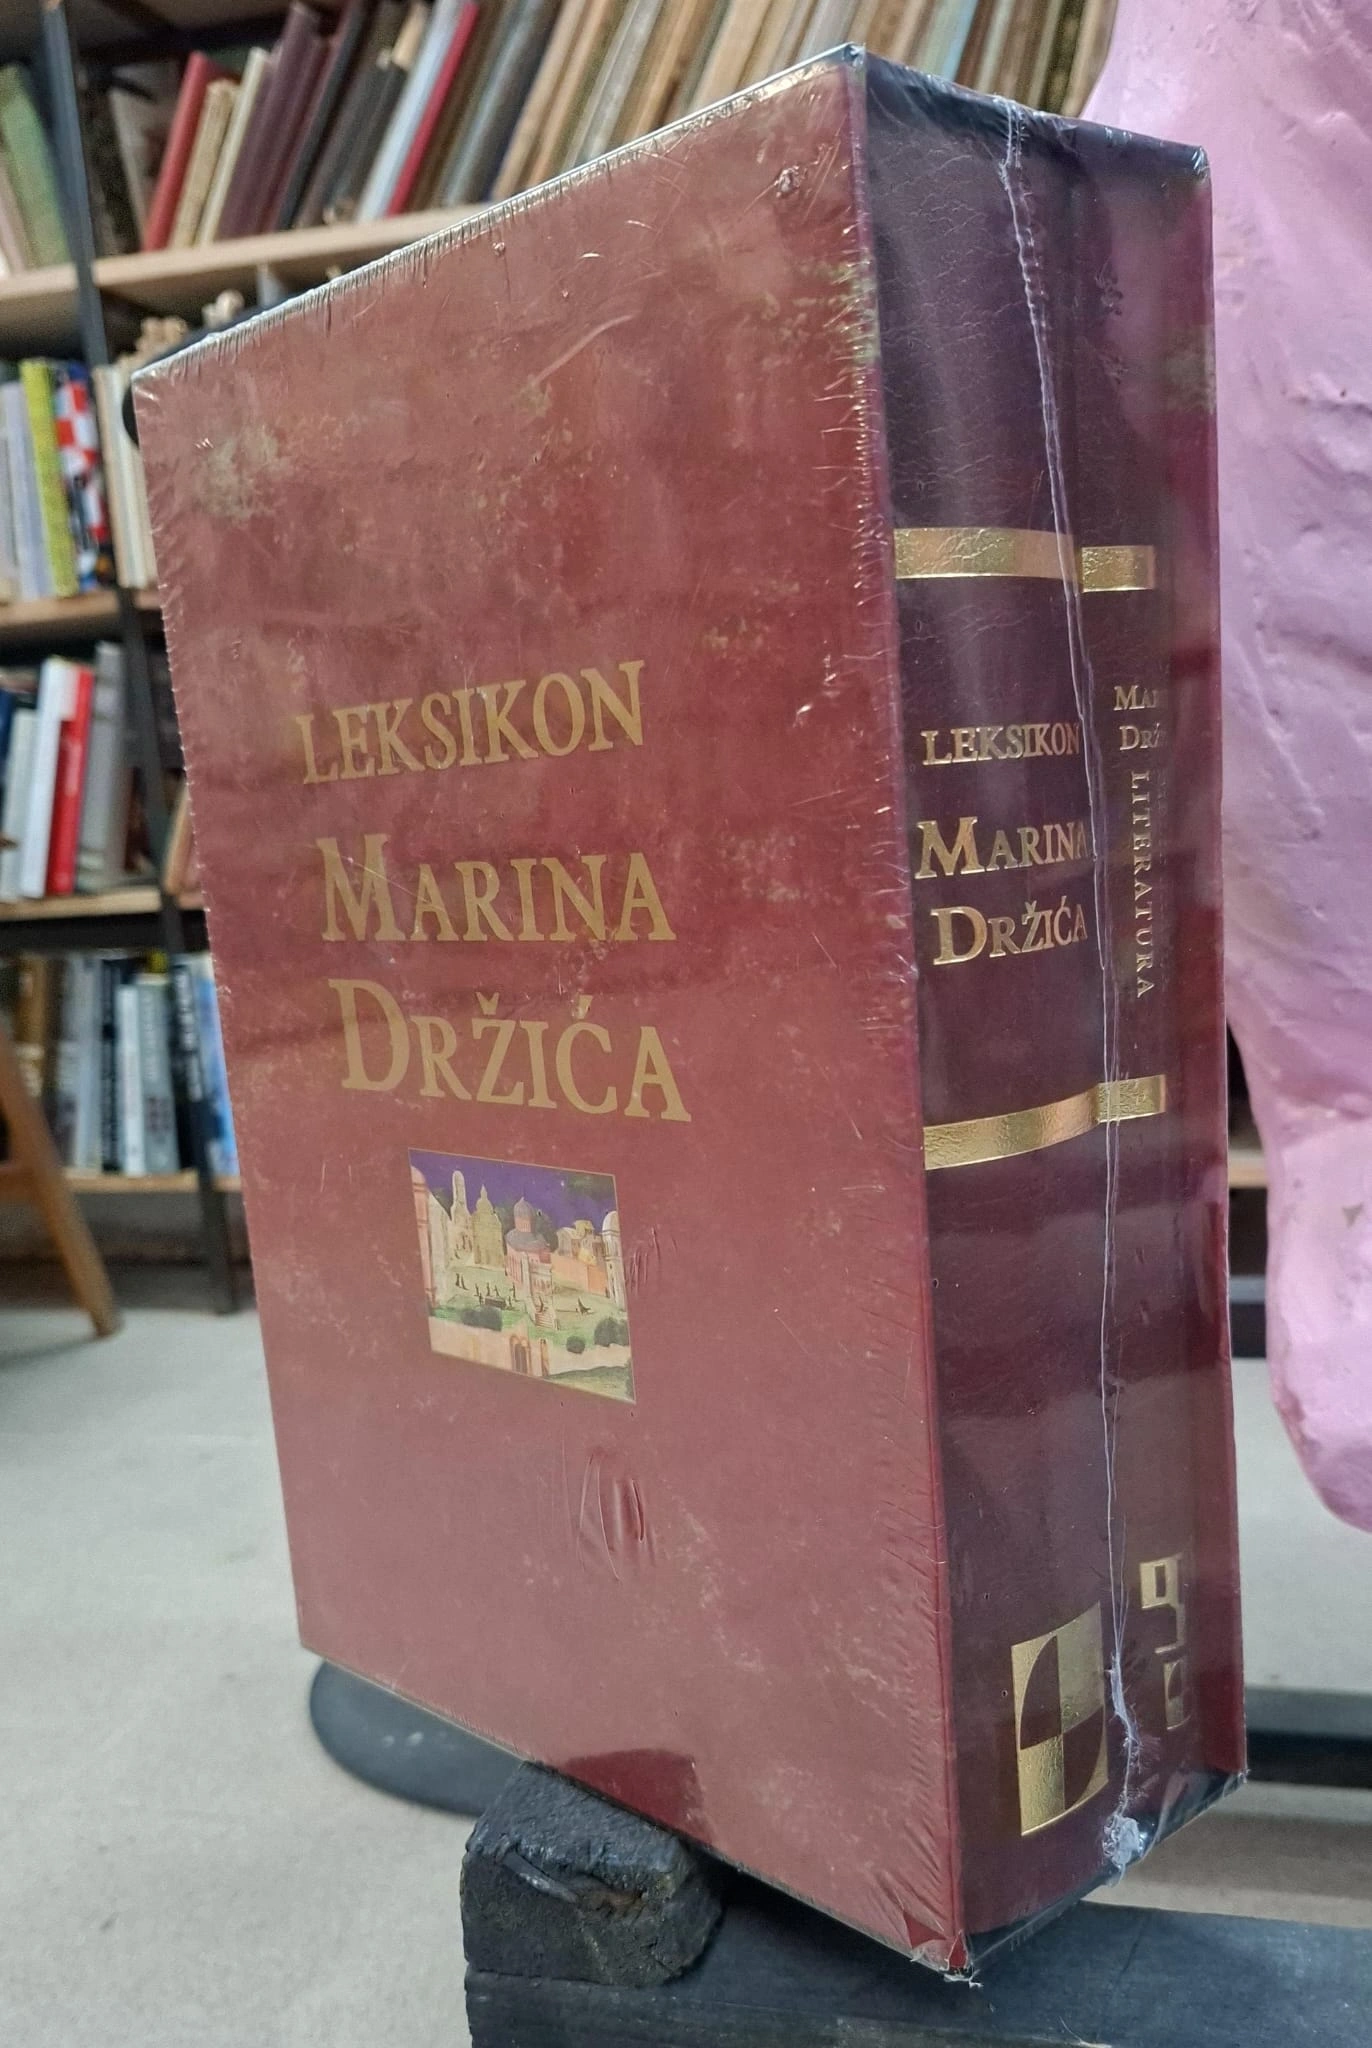 LEKSIKON
MARINA
DRŽIĆA
LEKSIKON
MARINA
DRŽIĆA
LITERATURA